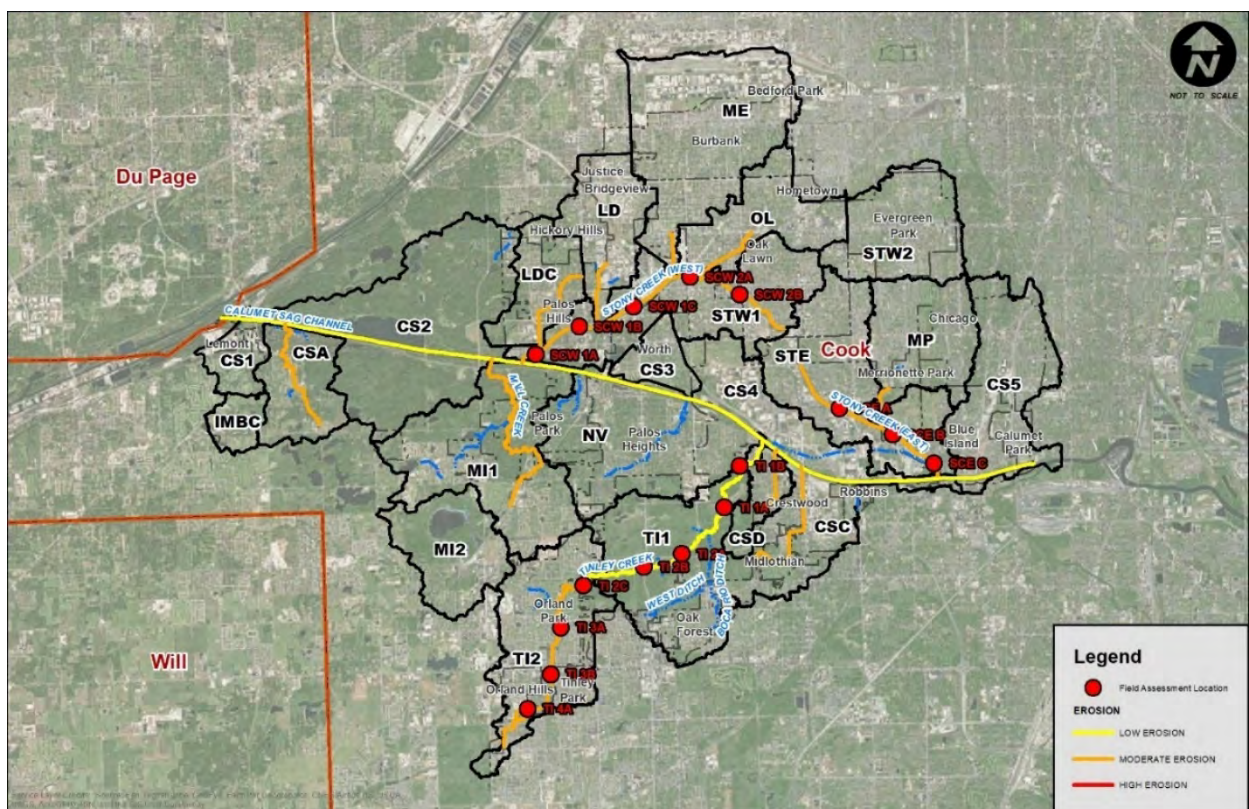 N
NOT TO SCALE
Bedford Park
ME
Burbank
Du Page
Justice
Bridgeview
Hometown
LD
OL
Evergreen
Park
Hickory Hills
Oak
Lawn
STW2
LDC
STONY CREEK (WEST)
SCW 2A
SCW 2B
Palos
Hills
SCW 1C
STW1
CALUMET SAG CHANNEL
CS2
SCW 1B
Chicago
Lemont
CS1
CSA
SCW 1A
Worth
CS3
STE
Cook
MP
Merrionette Park
CS4
CS5
IMBC
MILL CREEK
Palos
Park
NV
Palos
Heights
STONY CREEK (EAST)
Blue
Island
Calumet
Park
MI1
SCE C
TI 1B
Crestwood
Robbins
TI 1A
CSC
MI2
TI1
CSD
Midlothian
TINLEY CREEK
TI 2B
TI 2C
WEST DITCH
BOCA RIO DITCH
Orland
Park
TI 3A
Oak
Forest
Will
TI2
TI 3B
Orland Hills
Tinley
Park
TI 4A
Legend
Field Assessment Location
EROSION
LOW EROSION
MODERATE EROSION
HIGH EROSION